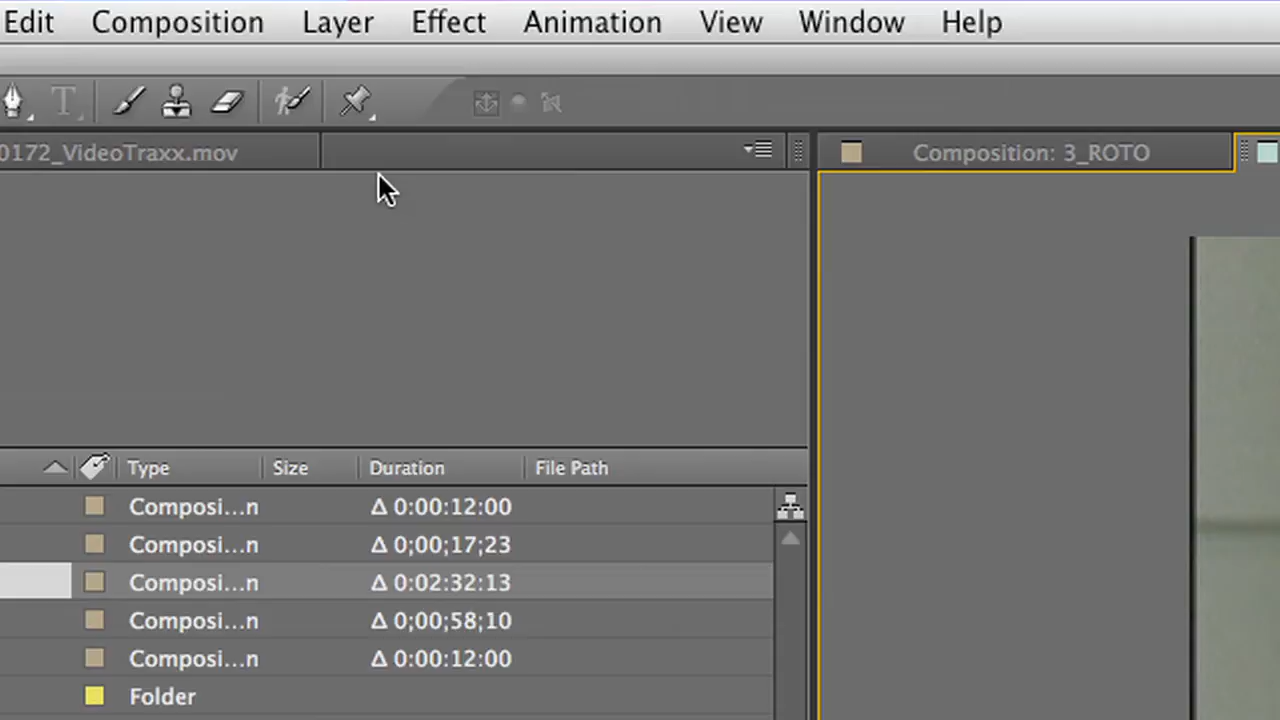 Edit Composition Layer Effect Animation View Window Help
T
0172_VideoTraxx.mov Composition: 3_ROTO
Type Size Duration File Path
Composi...n Δ 0:00:12:00
Composi...n Δ 0;00;17;23
Composi...n Δ 0:02:32:13
Composi...n Δ 0;00;58;10
Composi...n Δ 0:00:12:00
Folder